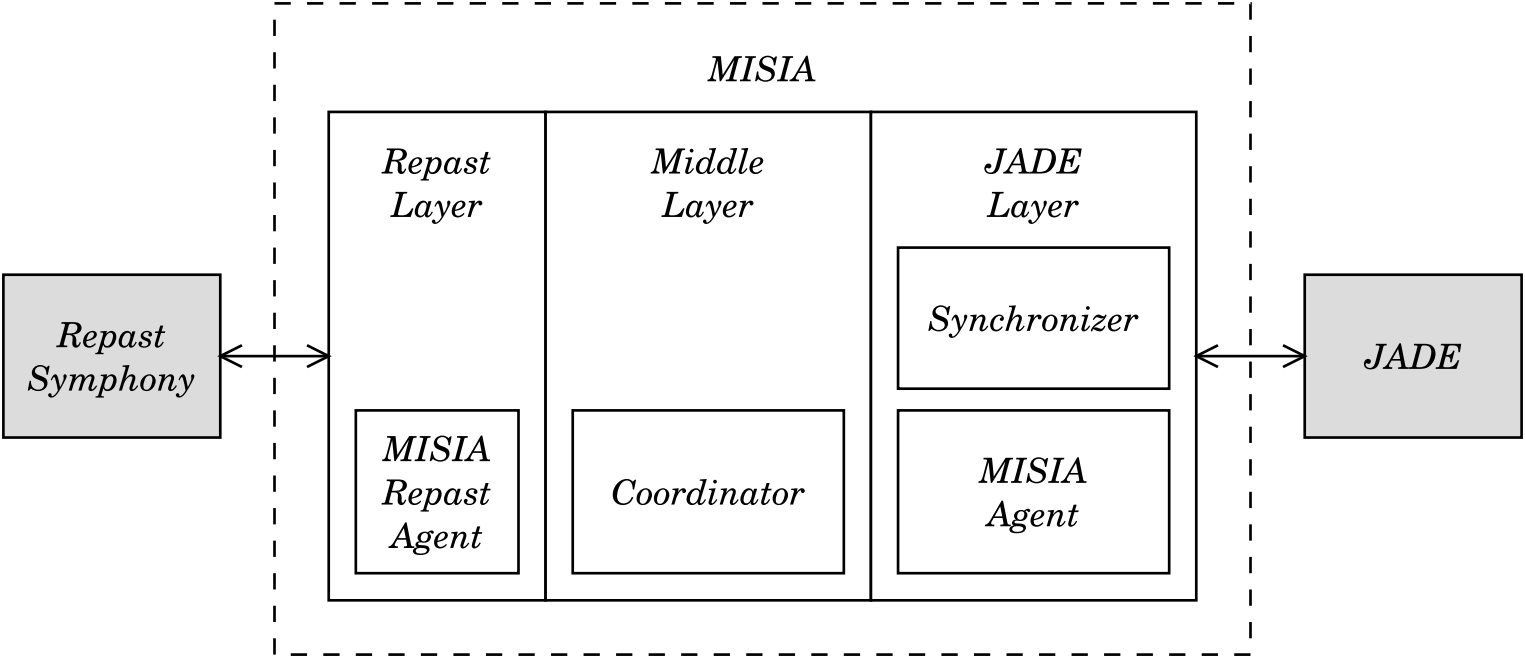 MISIA
Repast
Layer
Middle
Layer
JADE
Layer
Repast
Symphony
Synchronizer
JADE
MISIA
Repast
Agent
Coordinator
MISIA
Agent